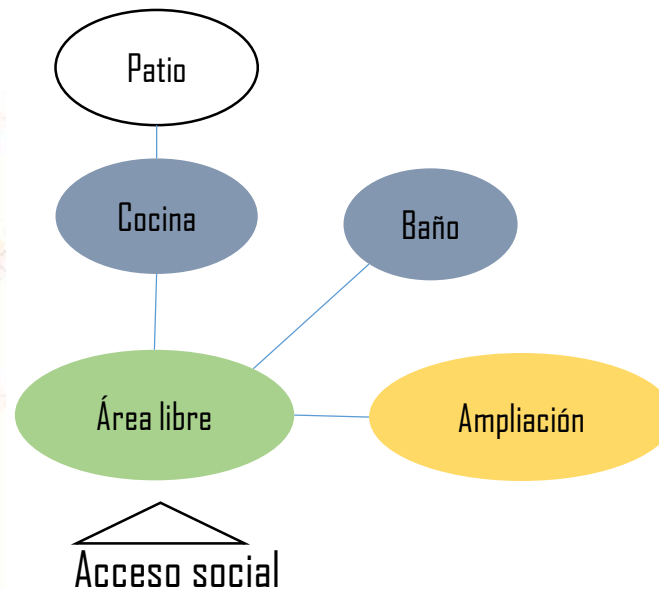 Patio
Cocina
Baño
Área libre
Ampliación
Acceso social